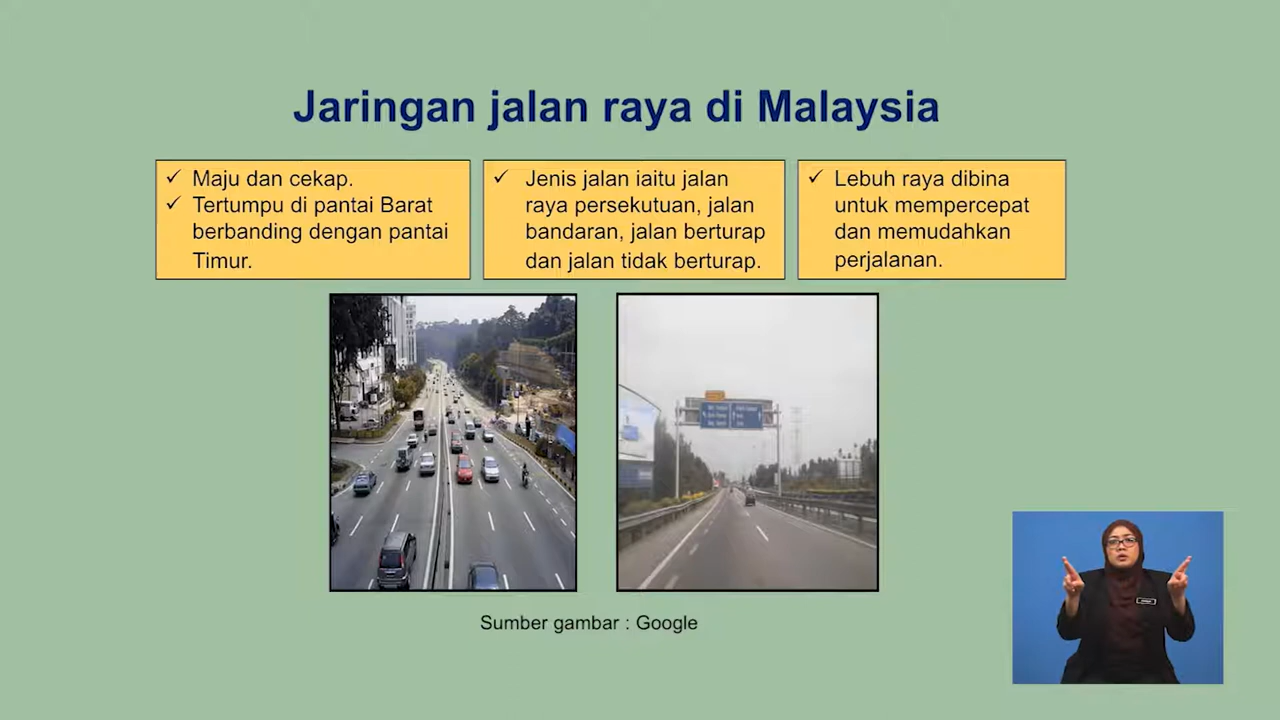 Jaringan jalan raya di Malaysia
✓ Maju dan cekap.
✓ Tertumpu di pantai Barat
berbanding dengan pantai
Timur.
✓ Jenis jalan iaitu jalan
raya persekutuan, jalan
bandaran, jalan berturap
dan jalan tidak berturap.
✓ Lebuh raya dibina
untuk mempercepat
dan memudahkan
perjalanan.
Sumber gambar : Google